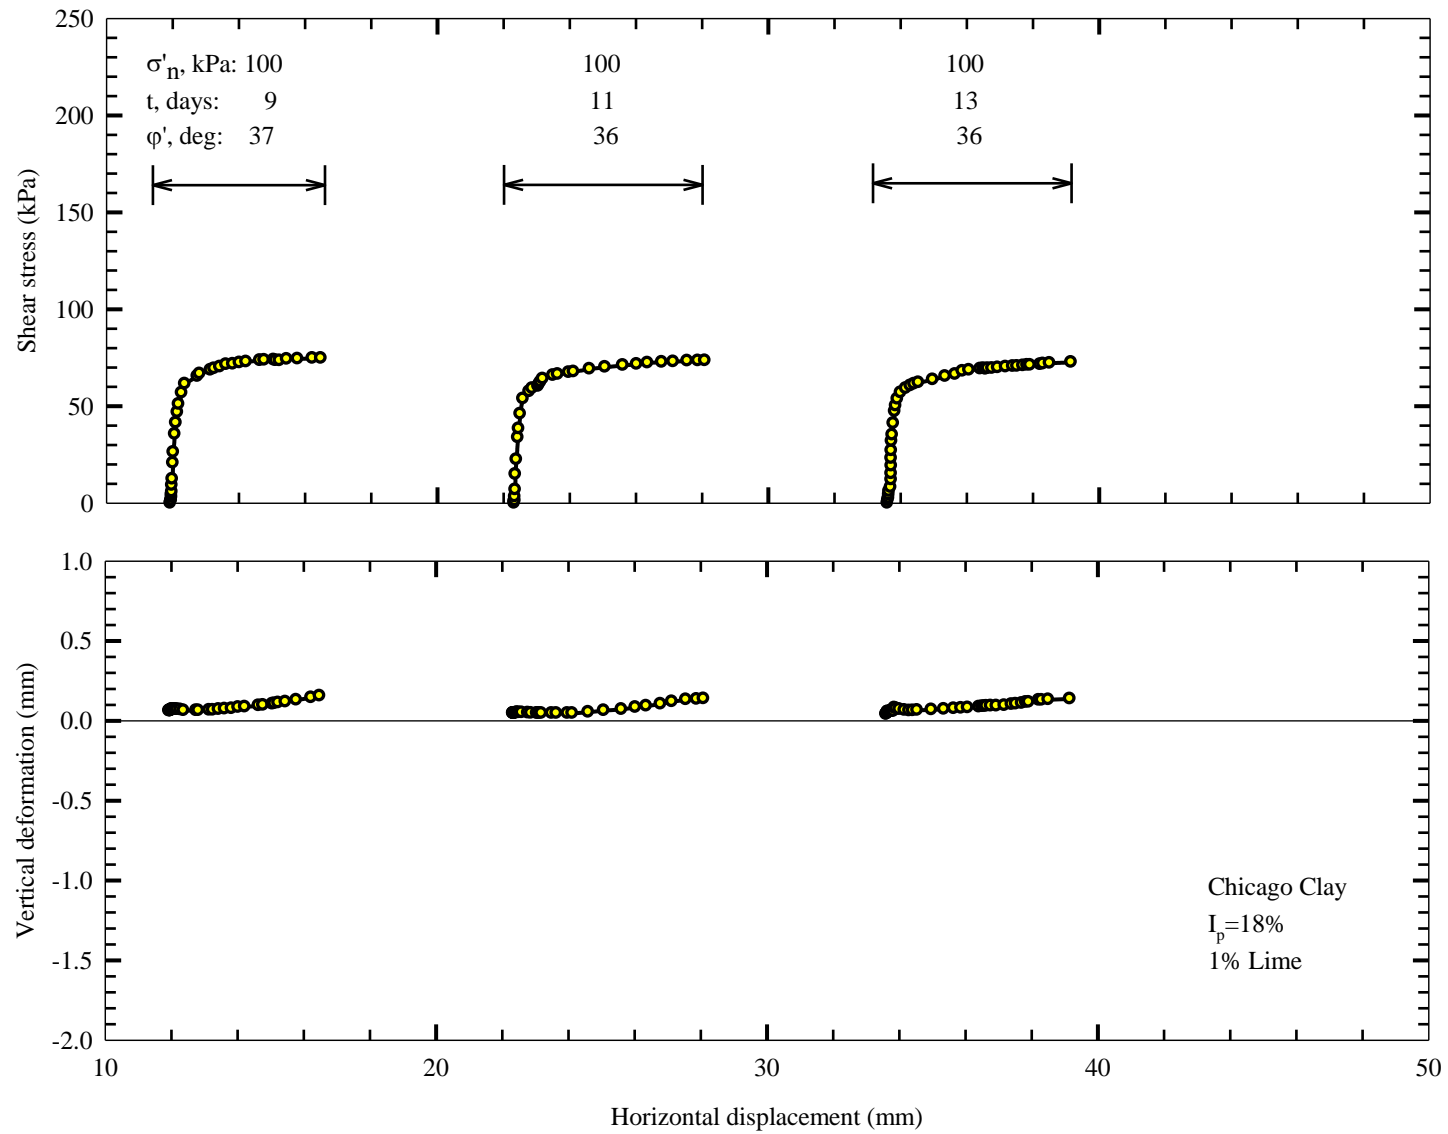 250
200
150
100
50
0
Shear stress (kPa)
σ'n, kPa: 100 100 100
t, days: 9 11 13
φ', deg: 37 36 36
1.0
0.5
0.0
-0.5
-1.0
-1.5
-2.0
Vertical deformation (mm)
Chicago Clay
Ip=18%
1% Lime
10 20 30 40 50
Horizontal displacement (mm)